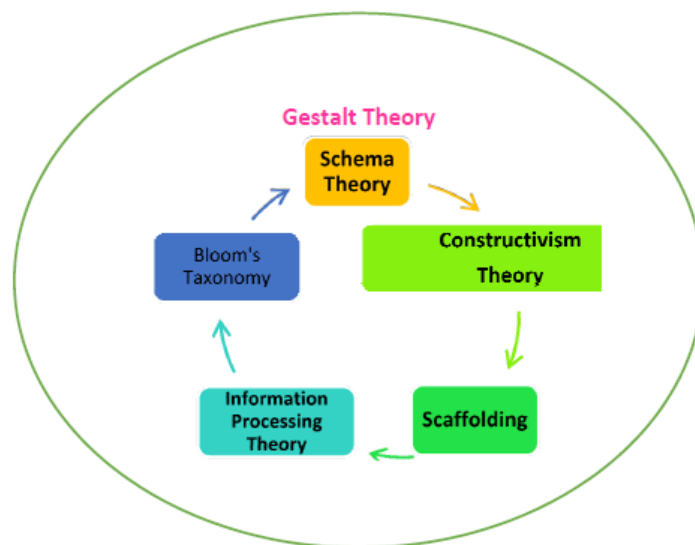 Gestalt Theory
Schema
Theory
Constructivism
Theory
Bloom's
Taxonomy
Information
Processing
Theory
Scaffolding